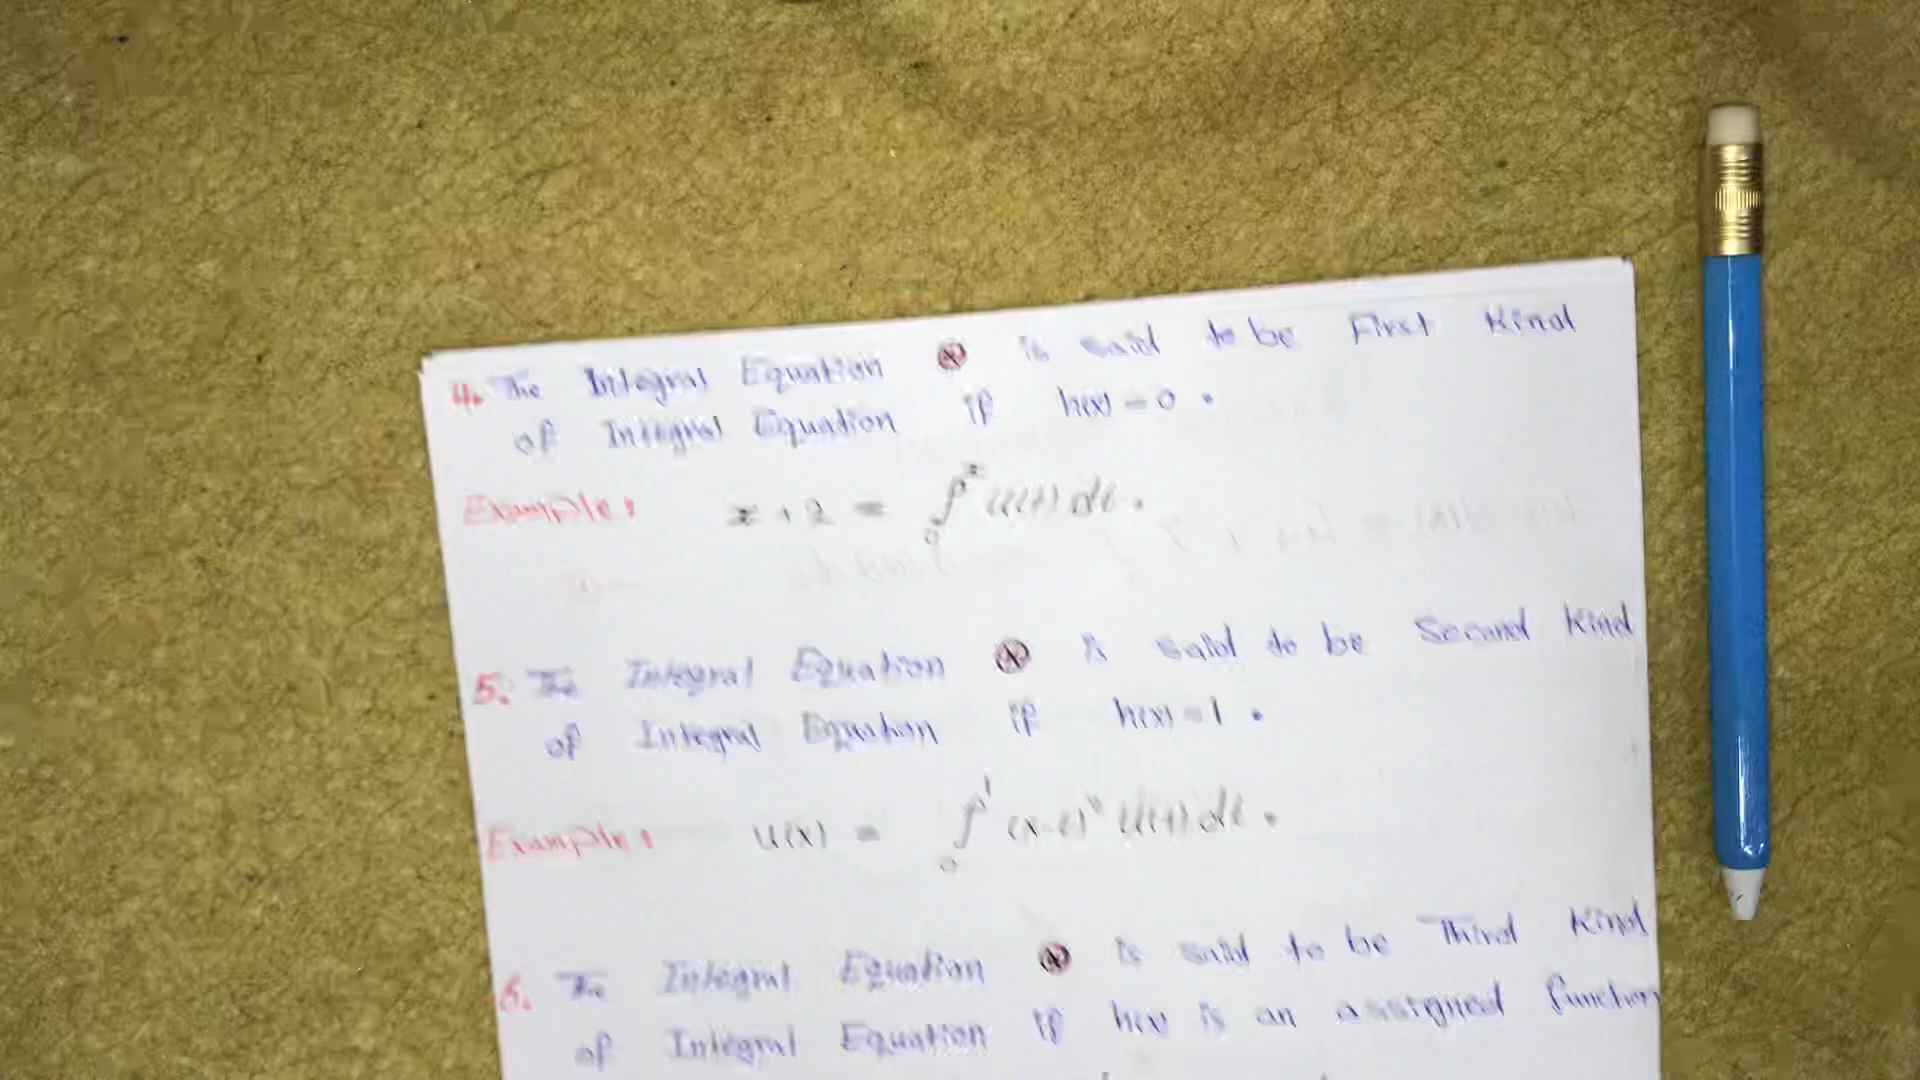 4. The Integral Equation (*) is said to be First Kind
of Integral Equation if h(x) = 0.
Example: x + 2 = ∫₀ˣ u(t) dt.
5. The Integral Equation (*) is said to be Second Kind
of Integral Equation if h(x) = 1.
Example: u(x) = ∫₀¹ (x-t)² u(t) dt.
6. The Integral Equation (*) is said to be Third Kind
of Integral Equation if h(x) is an assigned function